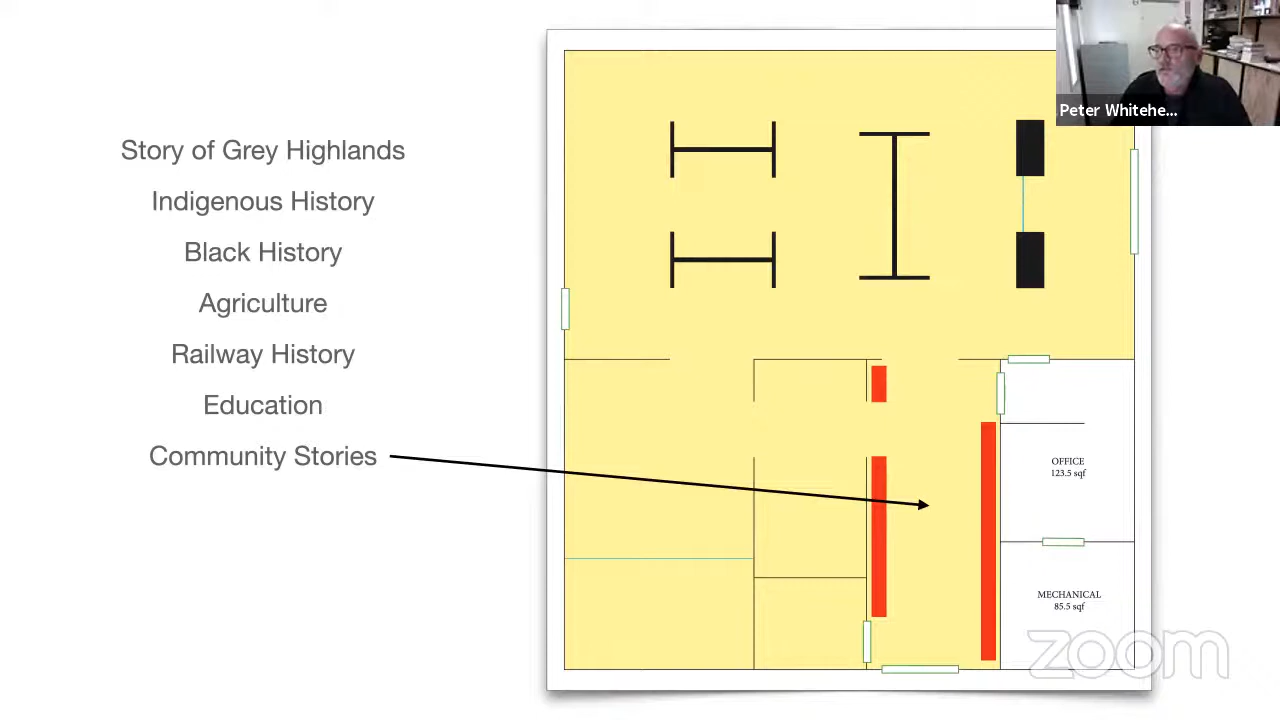 Peter Whitehe...
Story of Grey Highlands
Indigenous History
Black History
Agriculture
Railway History
Education
Community Stories
OFFICE
123.5 sqf
MECHANICAL
85.5 sqf
zoom